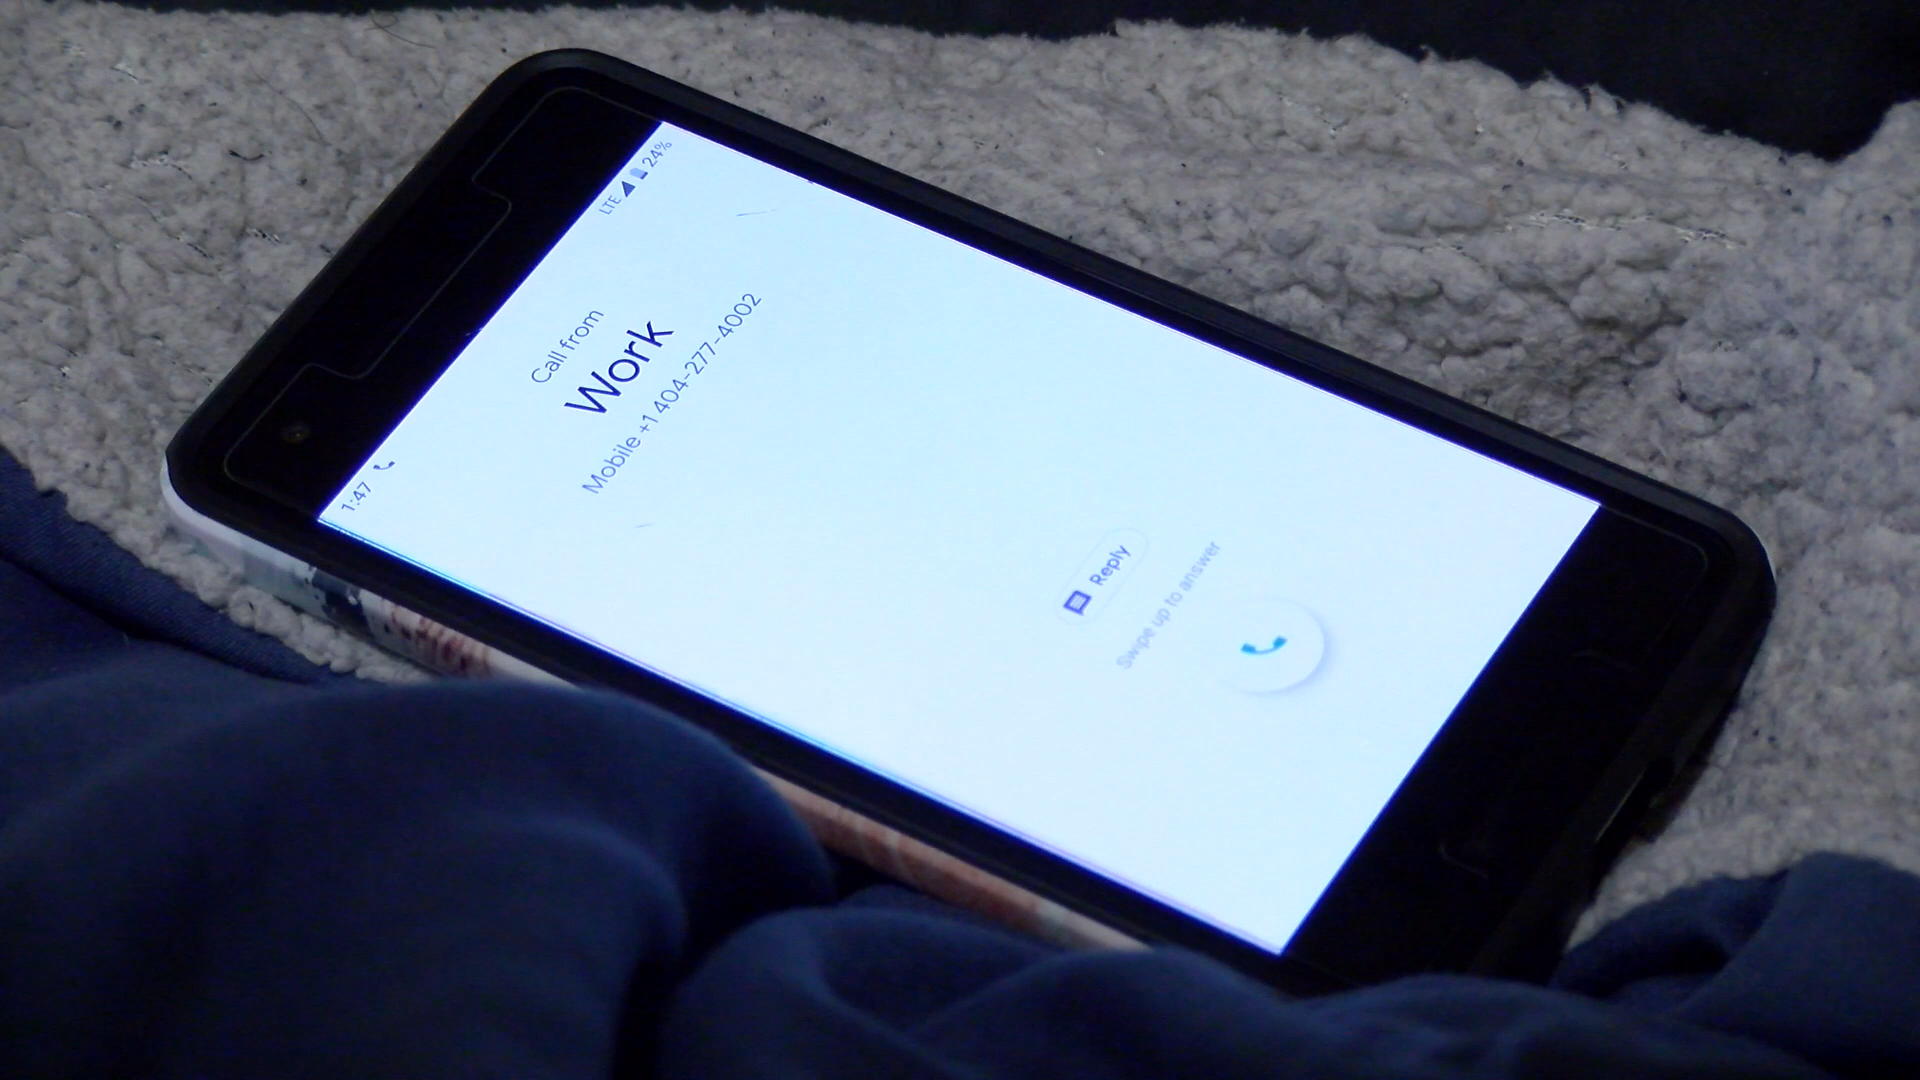 1:47 LTE 24%
Call from
Work
Mobile +1 404-277-4002
Reply
Swipe up to answer